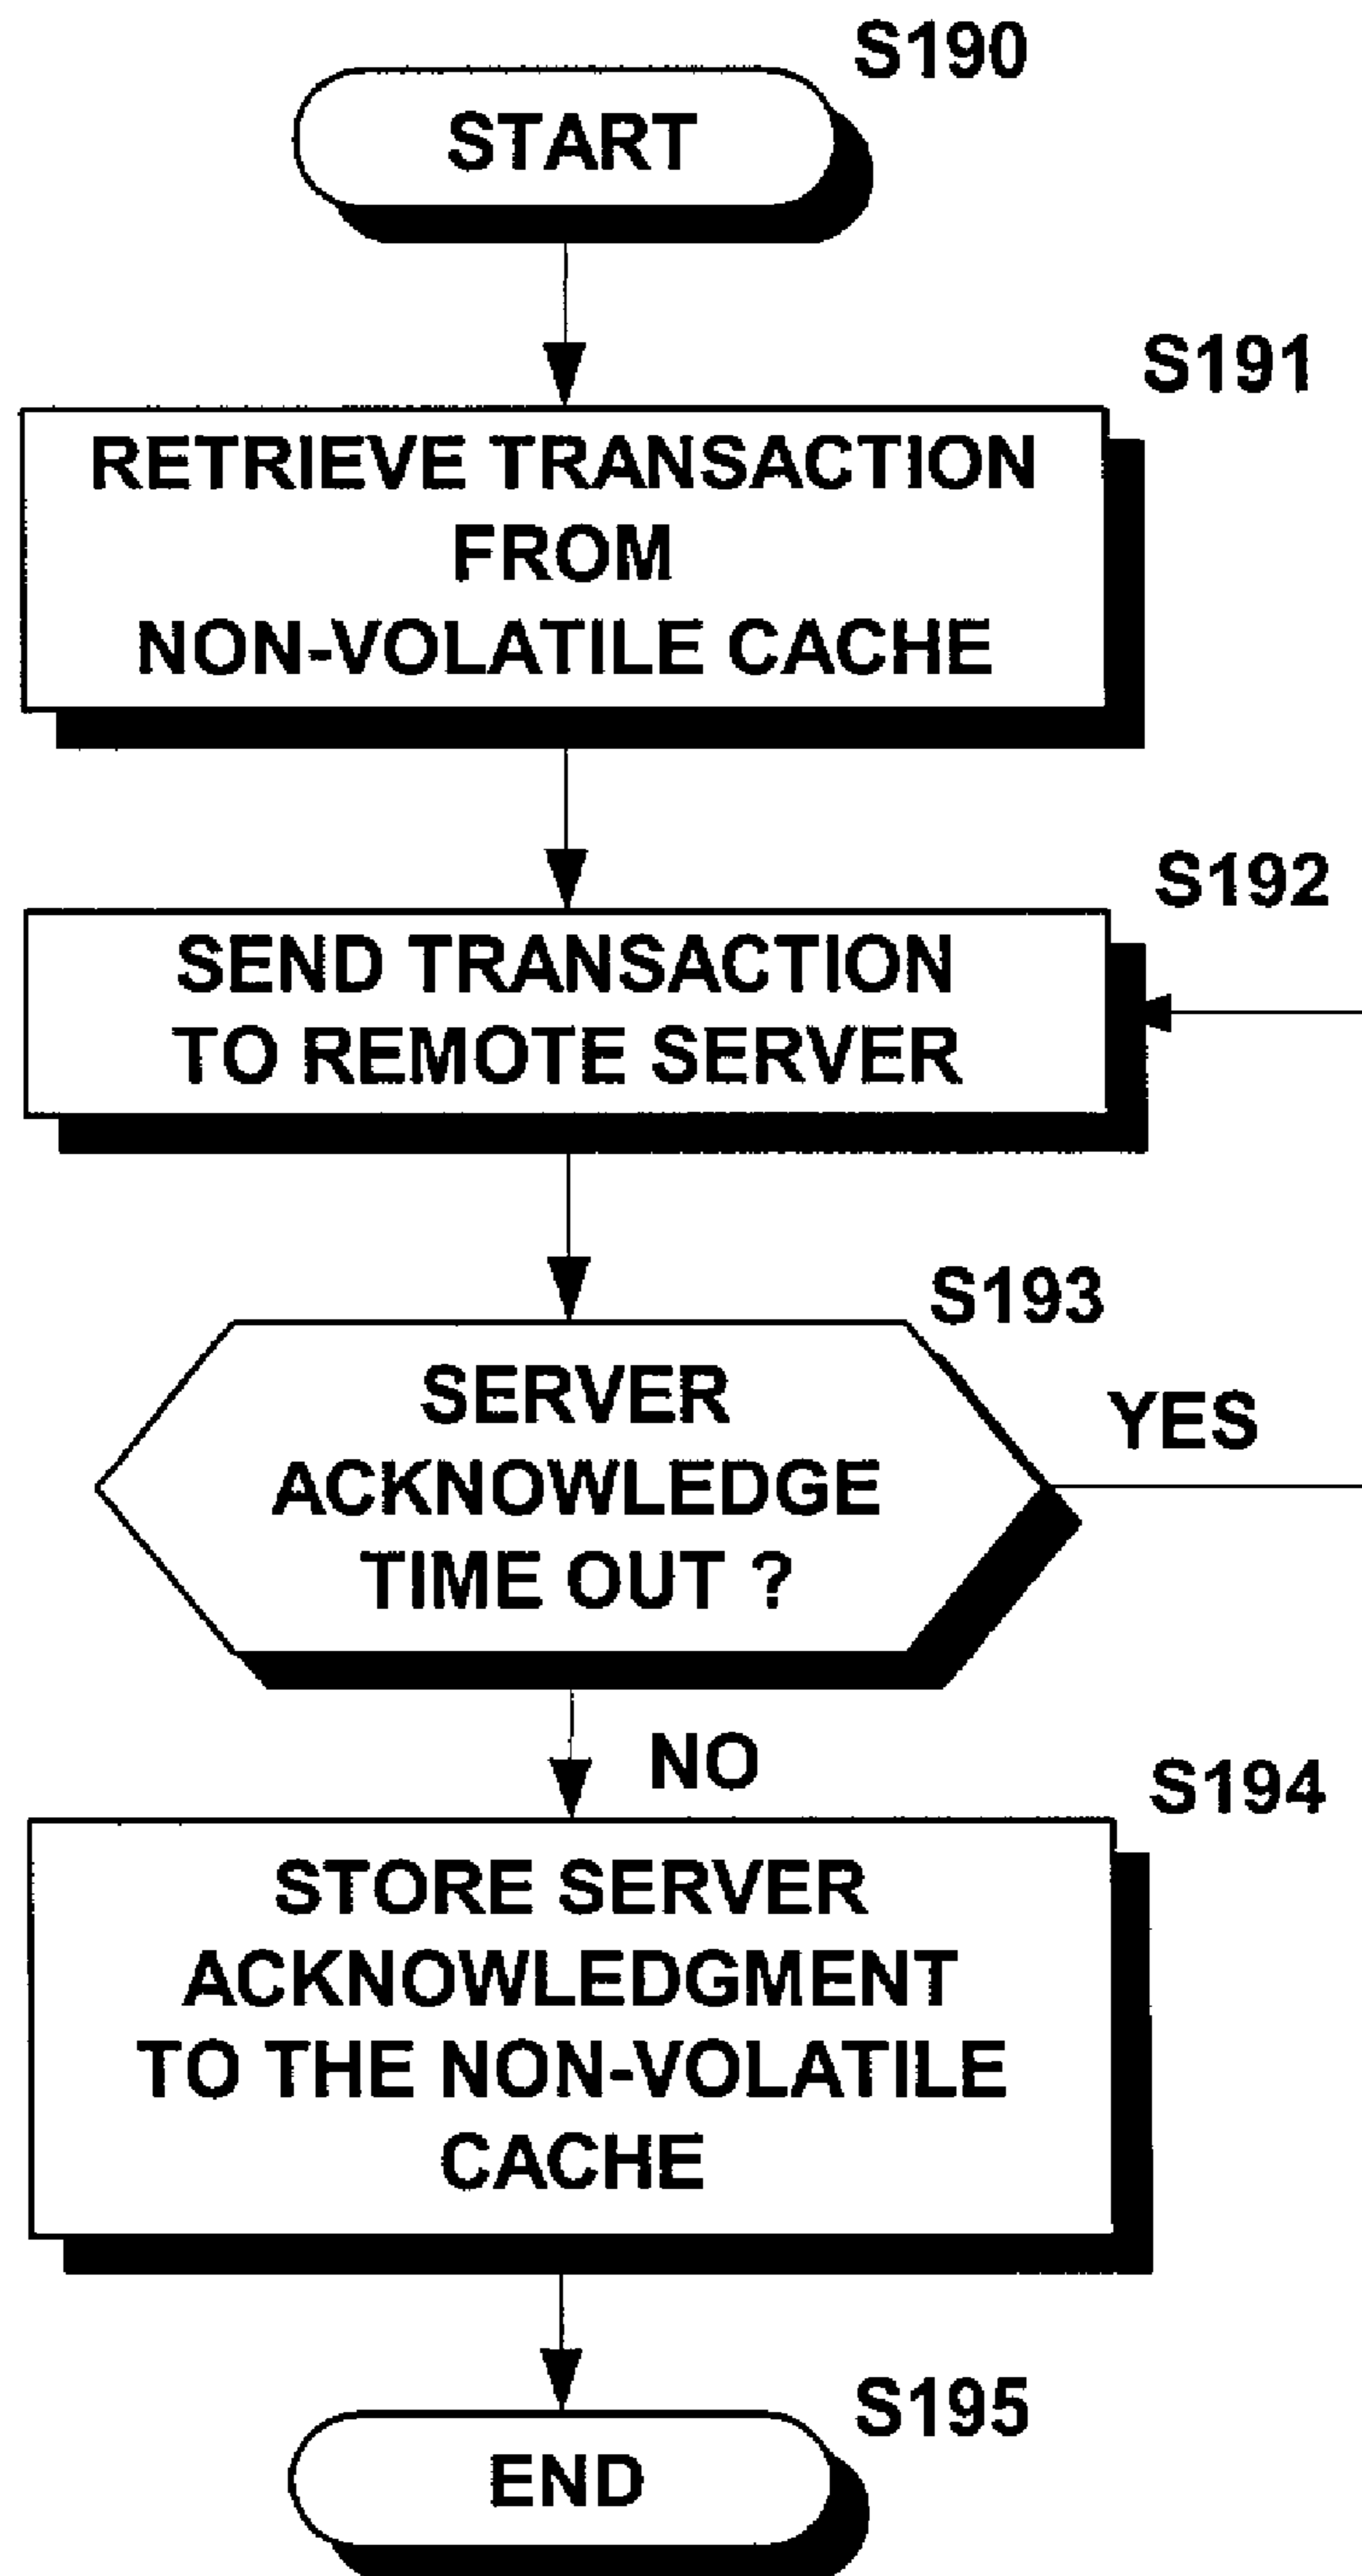 S190
START
S191
RETRIEVE TRANSACTION
FROM
NON-VOLATILE CACHE
S192
SEND TRANSACTION
TO REMOTE SERVER
S193
SERVER
ACKNOWLEDGE
TIME OUT ?
YES
NO
S194
STORE SERVER
ACKNOWLEDGMENT
TO THE NON-VOLATILE
CACHE
S195
END